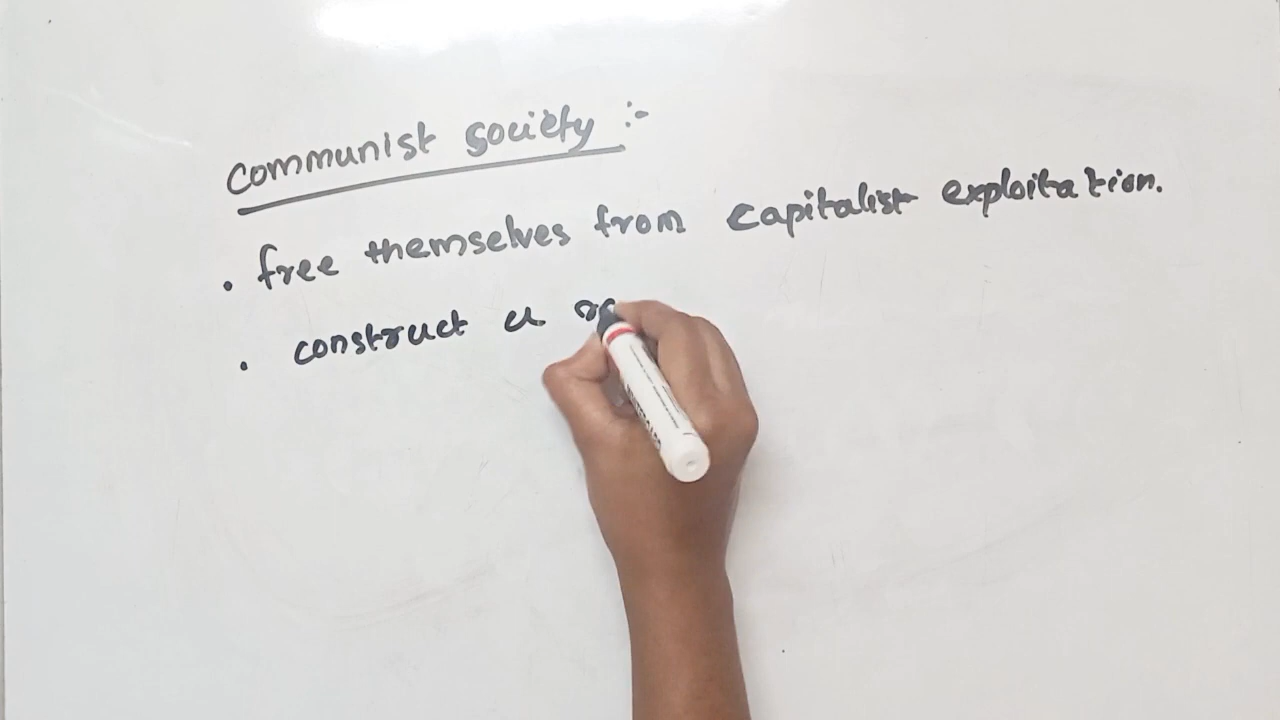 communist society :-
. free themselves from capitalist exploitation.
. construct a